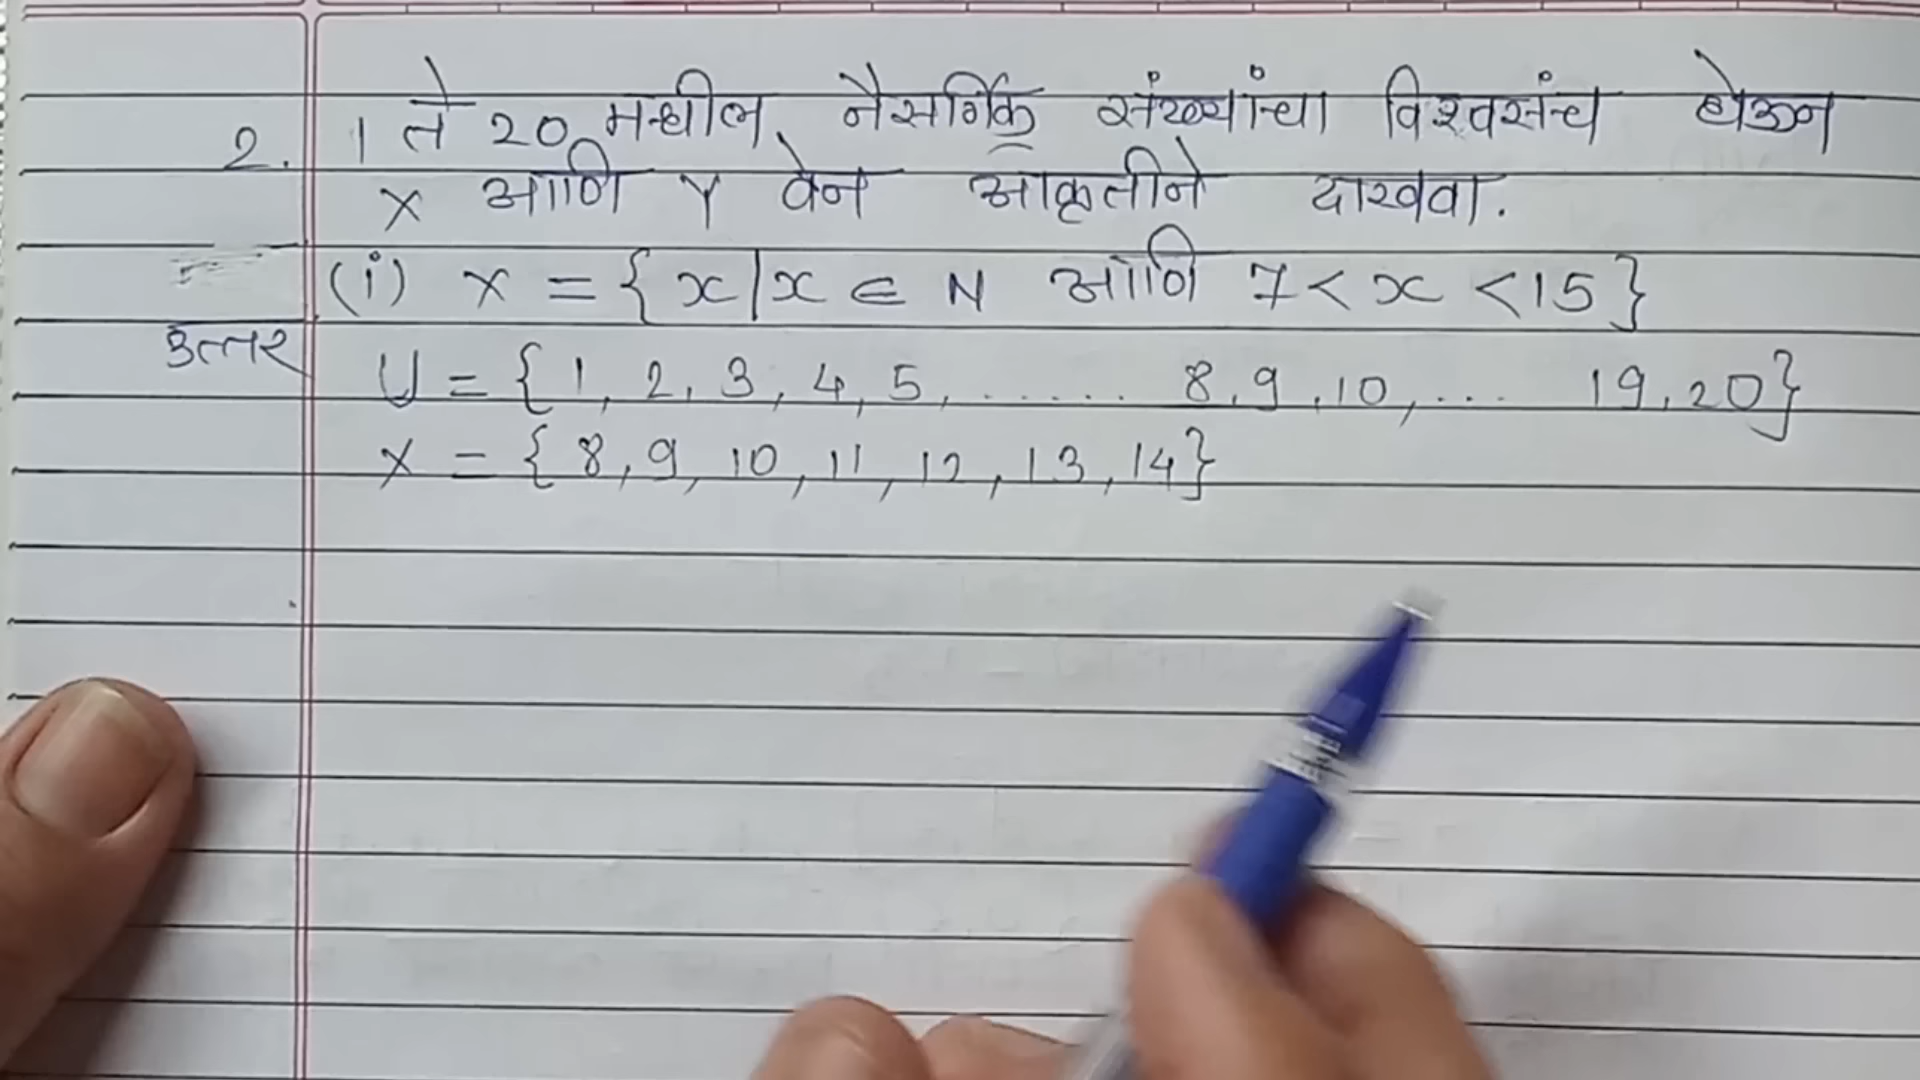 2. 1 ते 20 मधील नैसर्गिक संख्यांचा विश्वसंच घेऊन
X आणि Y वेन आकृतीने दाखवा.
(i) X = {x|x ∈ N आणि 7 < x < 15}
उत्तर U = {1, 2, 3, 4, 5, ...... 8, 9, 10, ... 19, 20}
X = {8, 9, 10, 11, 12, 13, 14}